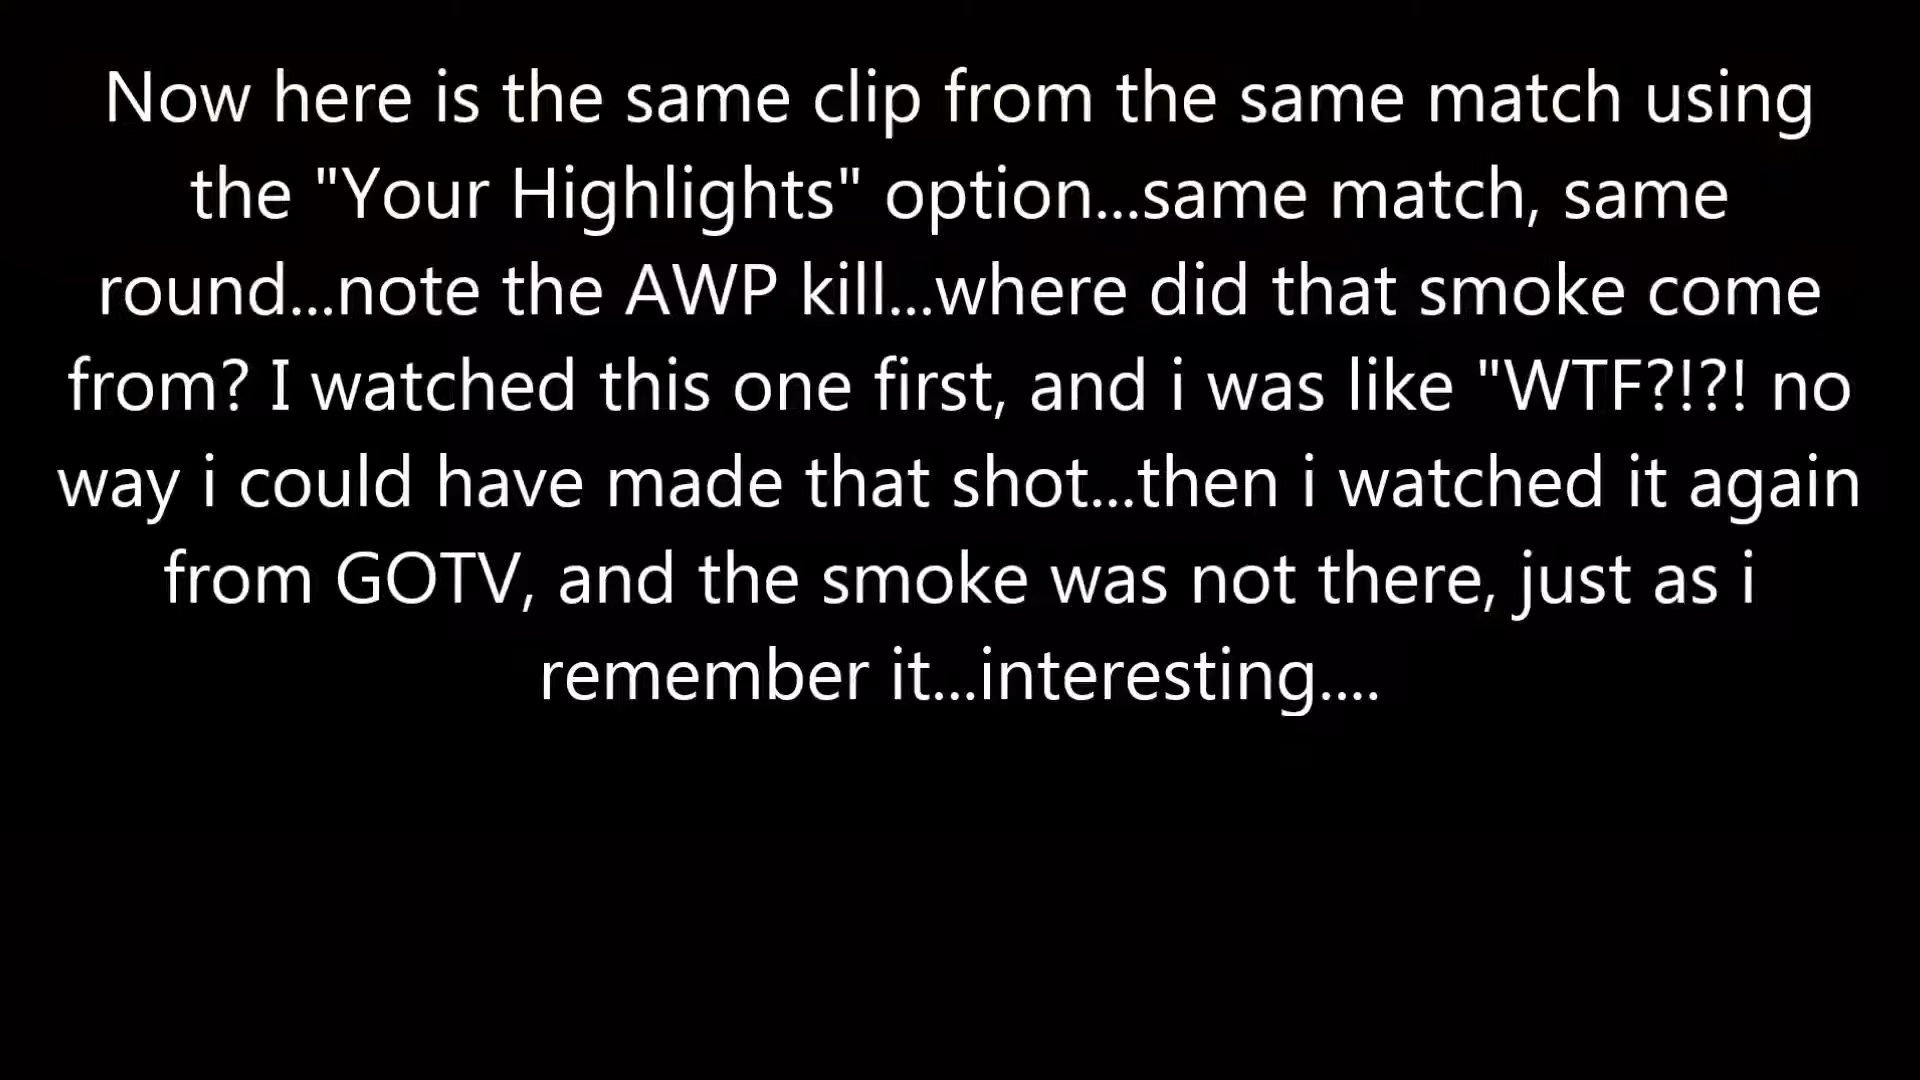 Now here is the same clip from the same match using
the "Your Highlights" option...same match, same
round...note the AWP kill...where did that smoke come
from? I watched this one first, and i was like "WTF?!?! no
way i could have made that shot...then i watched it again
from GOTV, and the smoke was not there, just as i
remember it...interesting....